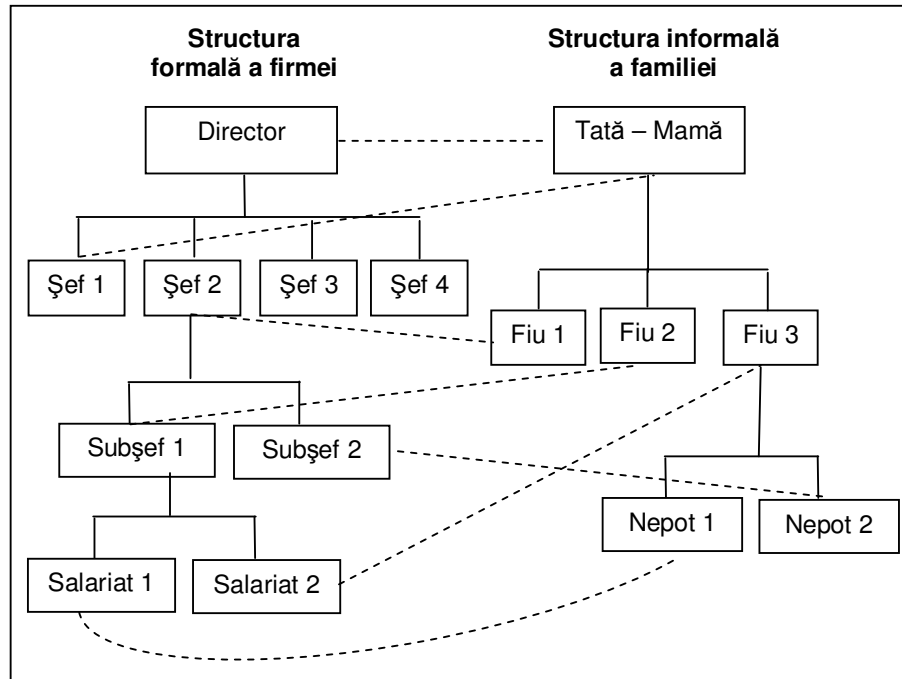 Structura
formală a firmei
Structura informală
a familiei
Director
Tată – Mamă
Şef 1
Şef 2
Şef 3
Şef 4
Fiu 1
Fiu 2
Fiu 3
Subşef 1
Subşef 2
Nepot 1
Nepot 2
Salariat 1
Salariat 2